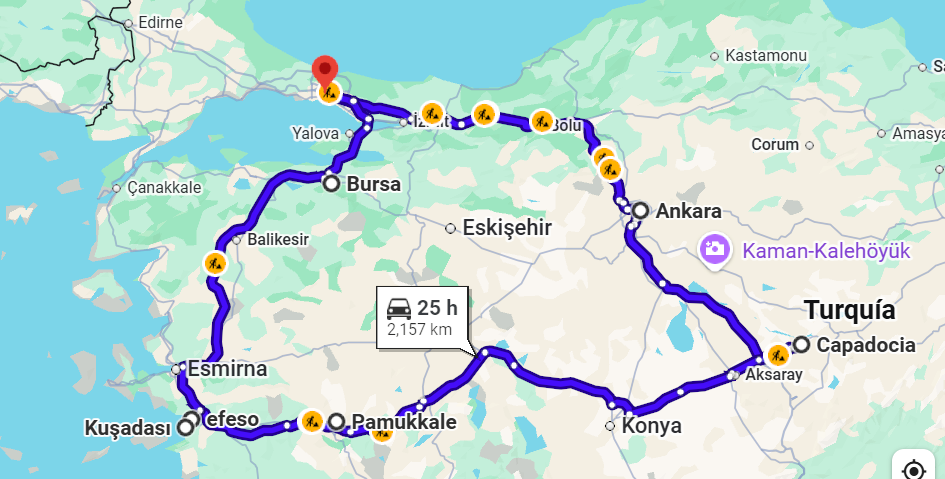 Edirne
Kastamonu
Sa
İzmit
Bolu
Yalova
Corum
Amasya
Çanakkale
Bursa
Ankara
Eskişehir
Balikesir
Kaman-Kalehöyük
25 h
2,157 km
Turquía
Capadocia
Esmirna
Aksaray
efeso
Pamukkale
Kuşadası
Konya